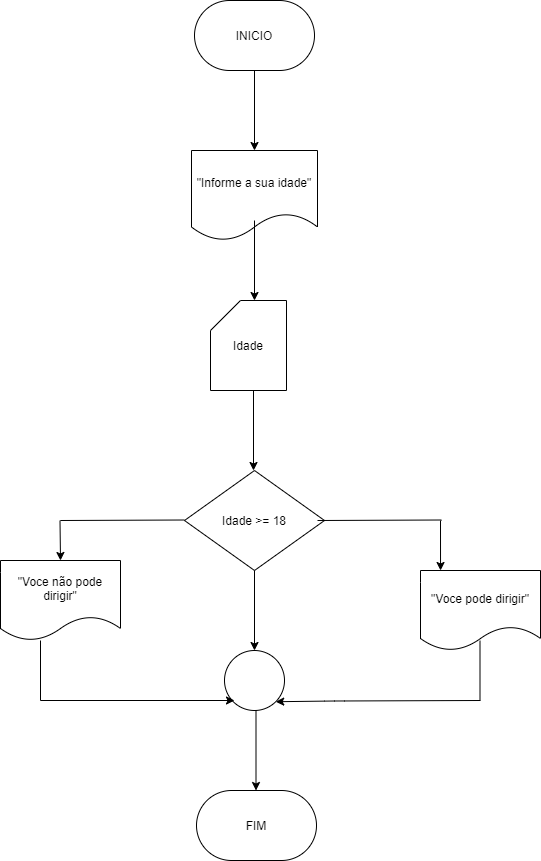 INICIO
"Informe a sua idade"
Idade
Idade >= 18
"Voce não pode
dirigir"
"Voce pode dirigir"
FIM